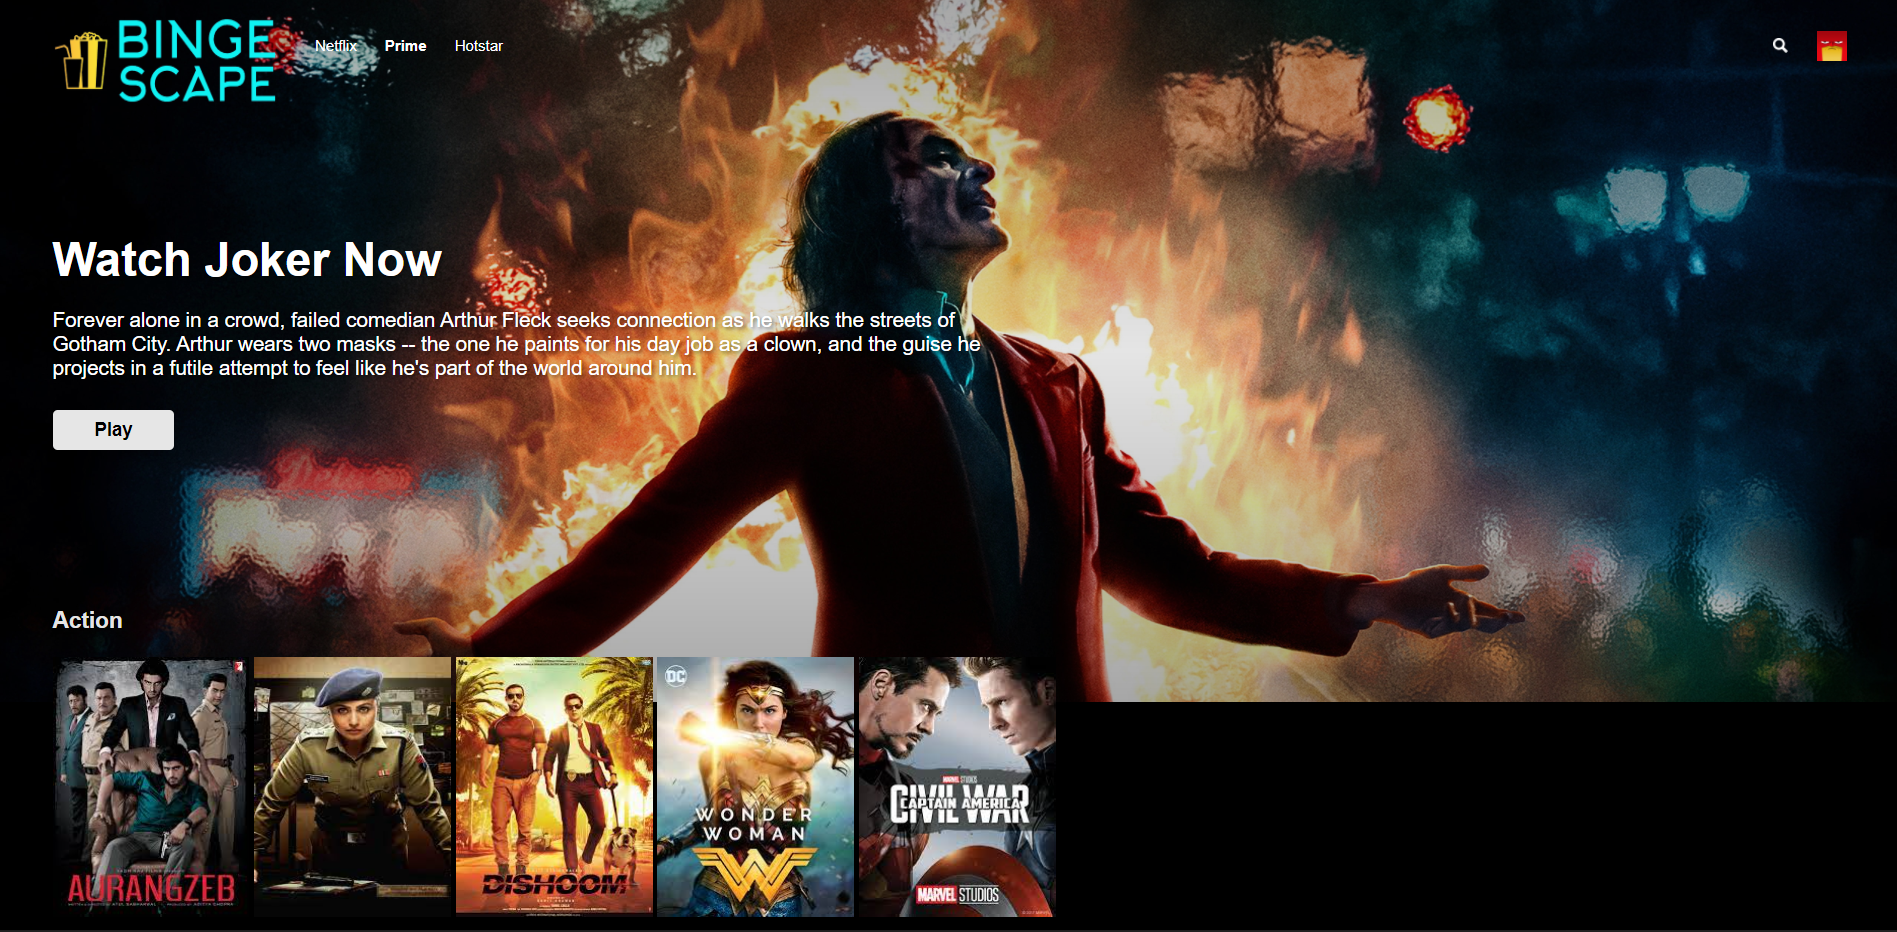 BINGE
SCAPE
Netflix
Prime
Hotstar
Watch Joker Now
Forever alone in a crowd, failed comedian Arthur Fleck seeks connection as he walks the streets of
Gotham City. Arthur wears two masks -- the one he paints for his day job as a clown, and the guise he
projects in a futile attempt to feel like he's part of the world around him.
Play
Action
AURANGZEB
DISHOOM
DC
WONDER
WOMAN
MARVEL STUDIOS
CAPTAIN AMERICA
CIVIL WAR
MARVEL STUDIOS